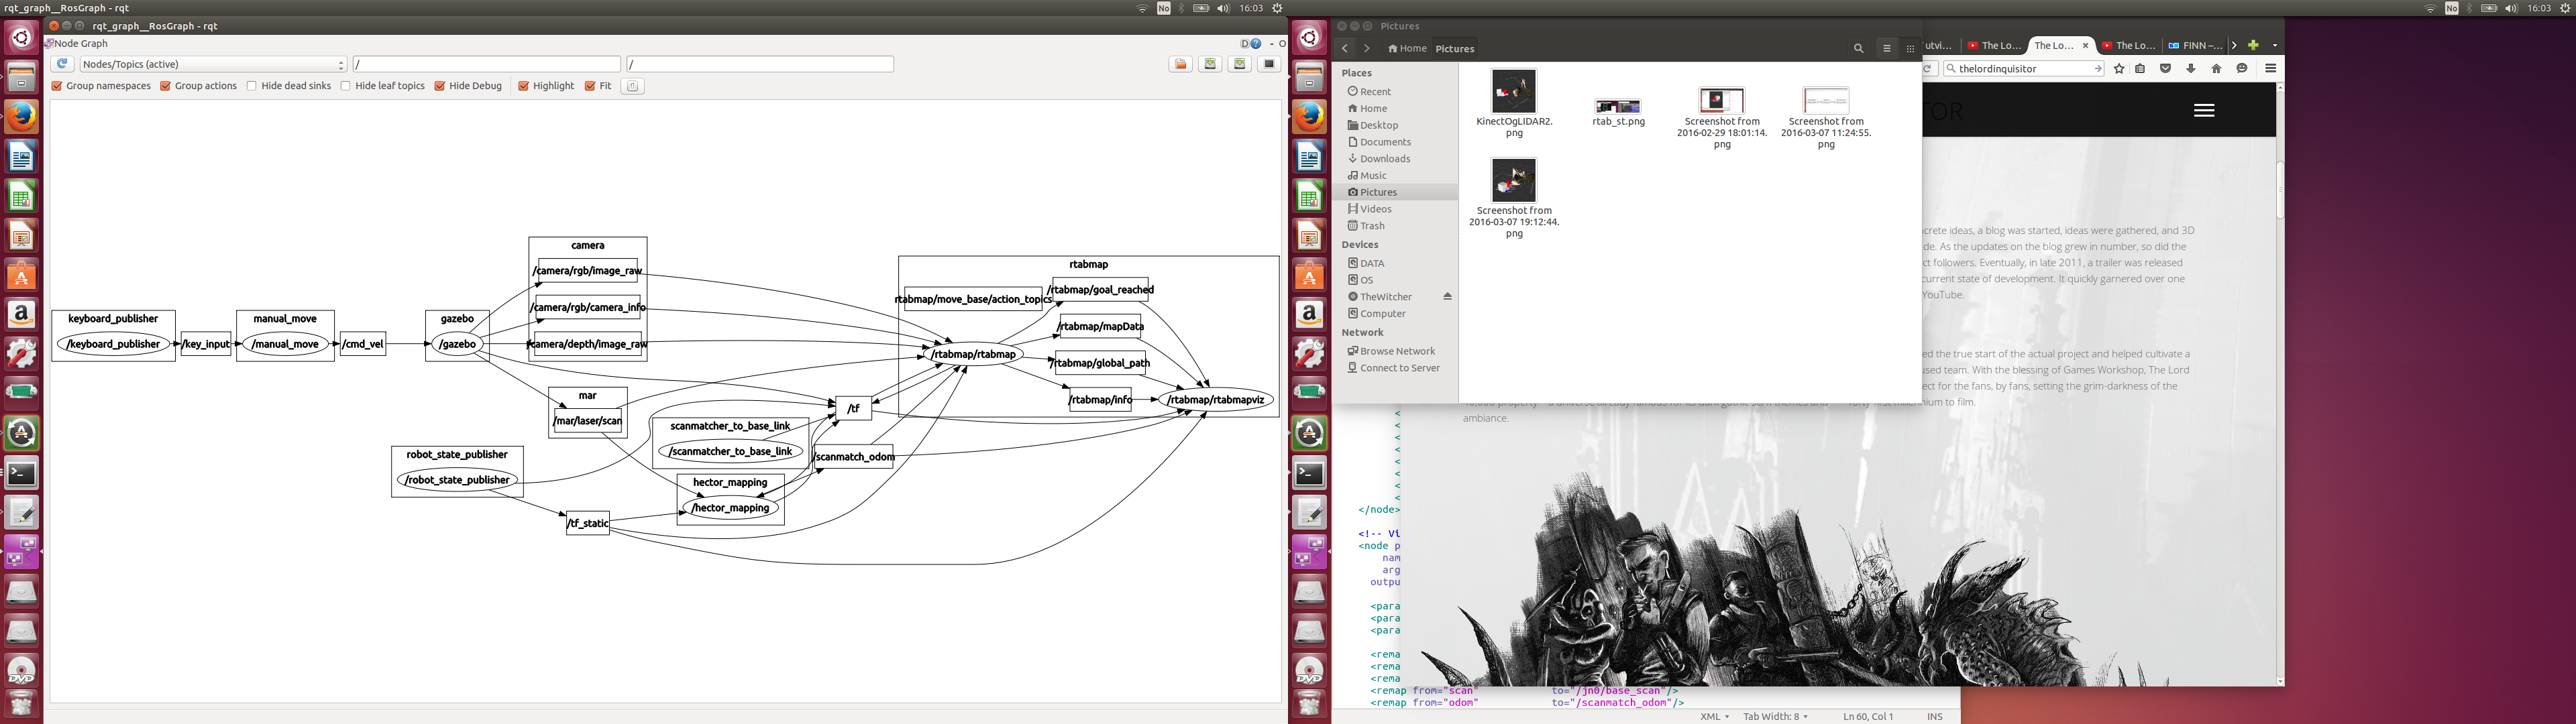 rqt_graph__RosGraph - rqt
No
16:03
No
16:03
rqt_graph__RosGraph - rqt
Node Graph
D
- O
Nodes/Topics (active)
/
/
Group namespaces
Group actions
Hide dead sinks
Hide leaf topics
Hide Debug
Highlight
Fit
camera
/camera/rgb/image_raw
/camera/rgb/camera_info
/camera/depth/image_raw
rtabmap
rtabmap/move_base/action_topics
/rtabmap/goal_reached
/rtabmap/mapData
/rtabmap/rtabmap
/rtabmap/global_path
/rtabmap/info
/rtabmap/rtabmapviz
keyboard_publisher
/keyboard_publisher
/key_input
manual_move
/manual_move
/cmd_vel
gazebo
/gazebo
mar
/mar/laser/scan
/tf
scanmatcher_to_base_link
/scanmatcher_to_base_link
/scanmatch_odom
robot_state_publisher
/robot_state_publisher
hector_mapping
/hector_mapping
/tf_static
Pictures
Home
Pictures
Places
Recent
Home
Desktop
Documents
Downloads
Music
Pictures
Videos
Trash
Devices
DATA
OS
TheWitcher
Computer
Network
Browse Network
Connect to Server
KinectOgLIDAR2.
png
rtab_st.png
Screenshot from
2016-02-29 18:01:14.
png
Screenshot from
2016-03-07 11:24:55.
png
Screenshot from
2016-03-07 19:12:44.
png
utvi...
The Lo...
The Lo...
The Lo...
FINN –...
thelordinquisitor
TOR
ncrete ideas, a blog was started, ideas were gathered, and 3D
de. As the updates on the blog grew in number, so did the
ct followers. Eventually, in late 2011, a trailer was released
current state of development. It quickly garnered over one
YouTube.
ed the true start of the actual project and helped cultivate a
used team. With the blessing of Games Workshop, The Lord
ect for the fans, by fans, setting the grim-darkness of the
nium to film.
ambiance.
<
<
<
<
<
<
<
<
</node>
<!-- Vi
<node p
nam
arg
outpu
<para
<para
<para
<rema
<rema
<rema
<remap from="scan" to="/jn0/base_scan"/>
<remap from="odom" to="/scanmatch_odom"/>
XML
Tab Width: 8
Ln 60, Col 1
INS